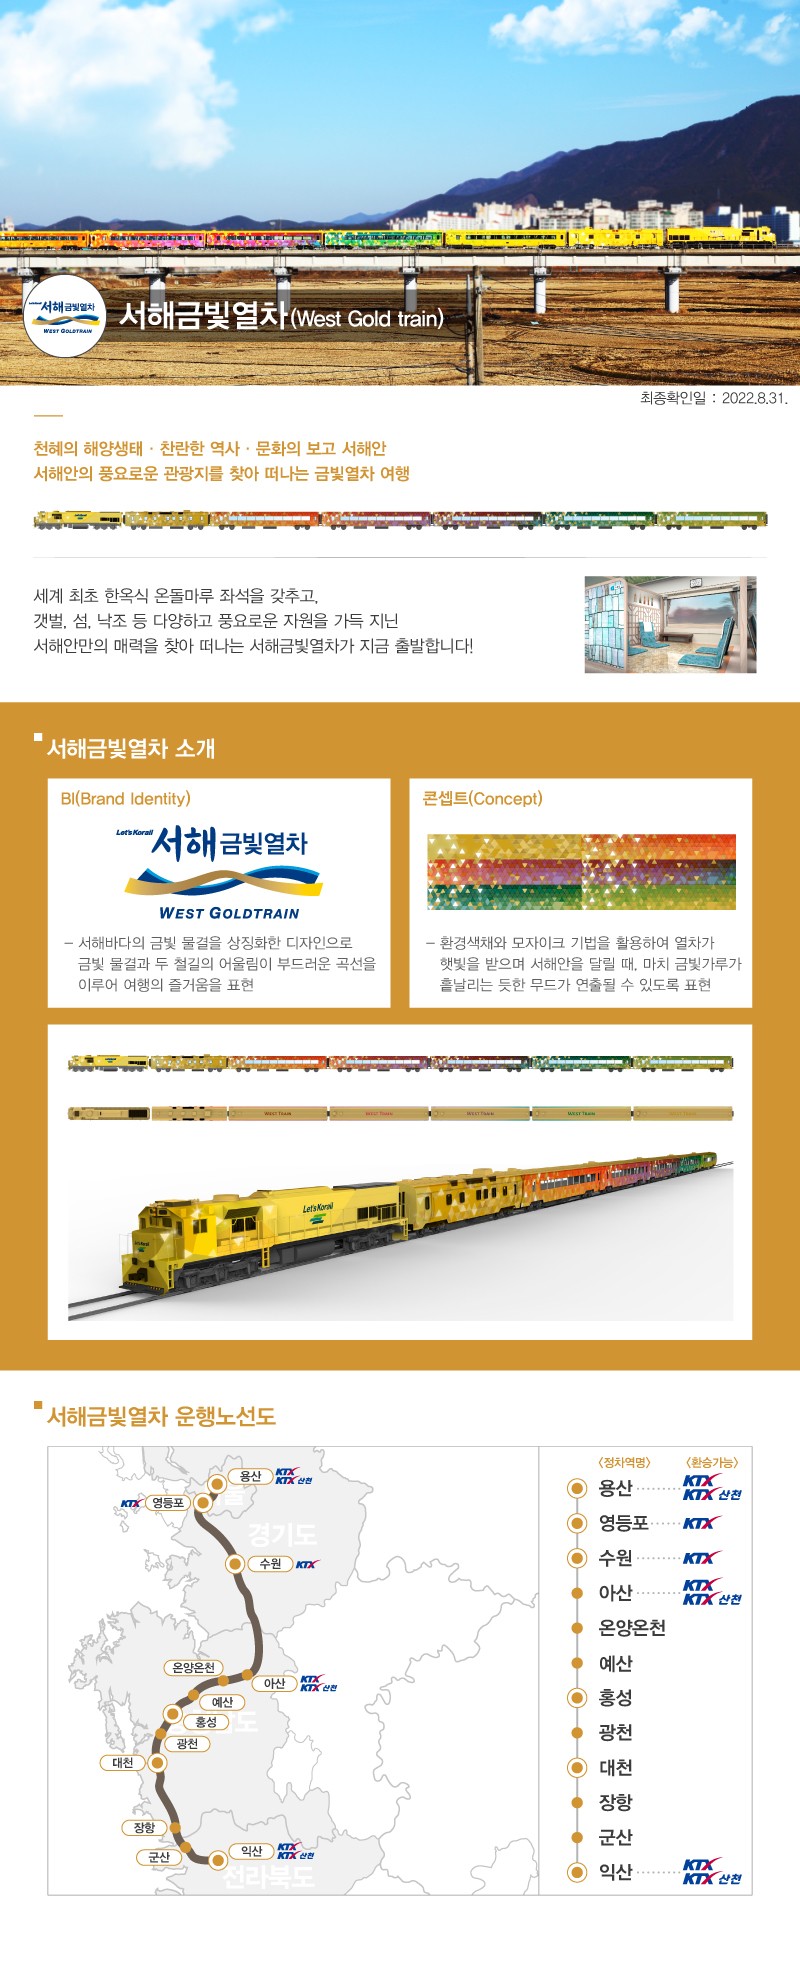 Let's Korail 서해금빛열차
WEST GOLDTRAIN
서해금빛열차(West Gold train)
최종확인일 : 2022.8.31.
천혜의 해양생태 · 찬란한 역사 · 문화의 보고 서해안
서해안의 풍요로운 관광지를 찾아 떠나는 금빛열차 여행
세계 최초 한옥식 온돌마루 좌석을 갖추고,
갯벌, 섬, 낙조 등 다양하고 풍요로운 자원을 가득 지닌
서해안만의 매력을 찾아 떠나는 서해금빛열차가 지금 출발합니다!
서해금빛열차 소개
BI(Brand Identity)
Let's Korail 서해금빛열차
WEST GOLDTRAIN
– 서해바다의 금빛 물결을 상징화한 디자인으로
금빛 물결과 두 철길의 어울림이 부드러운 곡선을
이루어 여행의 즐거움을 표현
콘셉트(Concept)
– 환경색채와 모자이크 기법을 활용하여 열차가
햇빛을 받으며 서해안을 달릴 때, 마치 금빛가루가
흩날리는 듯한 무드가 연출될 수 있도록 표현
WEST TRAIN WEST TRAIN WEST TRAIN WEST TRAIN
Let's Korail
Let's Korail
서해금빛열차 운행노선도
용산 KTX
KTX 산천
KTX 영등포
경기도
수원 KTX
온양온천
아산 KTX
KTX 산천
예산
홍성
광천
대천
장항
군산
익산 KTX
KTX 산천
전라북도
〈정차역명〉 〈환승가능〉
용산 KTX
KTX 산천
영등포 KTX
수원 KTX
아산 KTX
KTX 산천
온양온천
예산
홍성
광천
대천
장항
군산
익산 KTX
KTX 산천